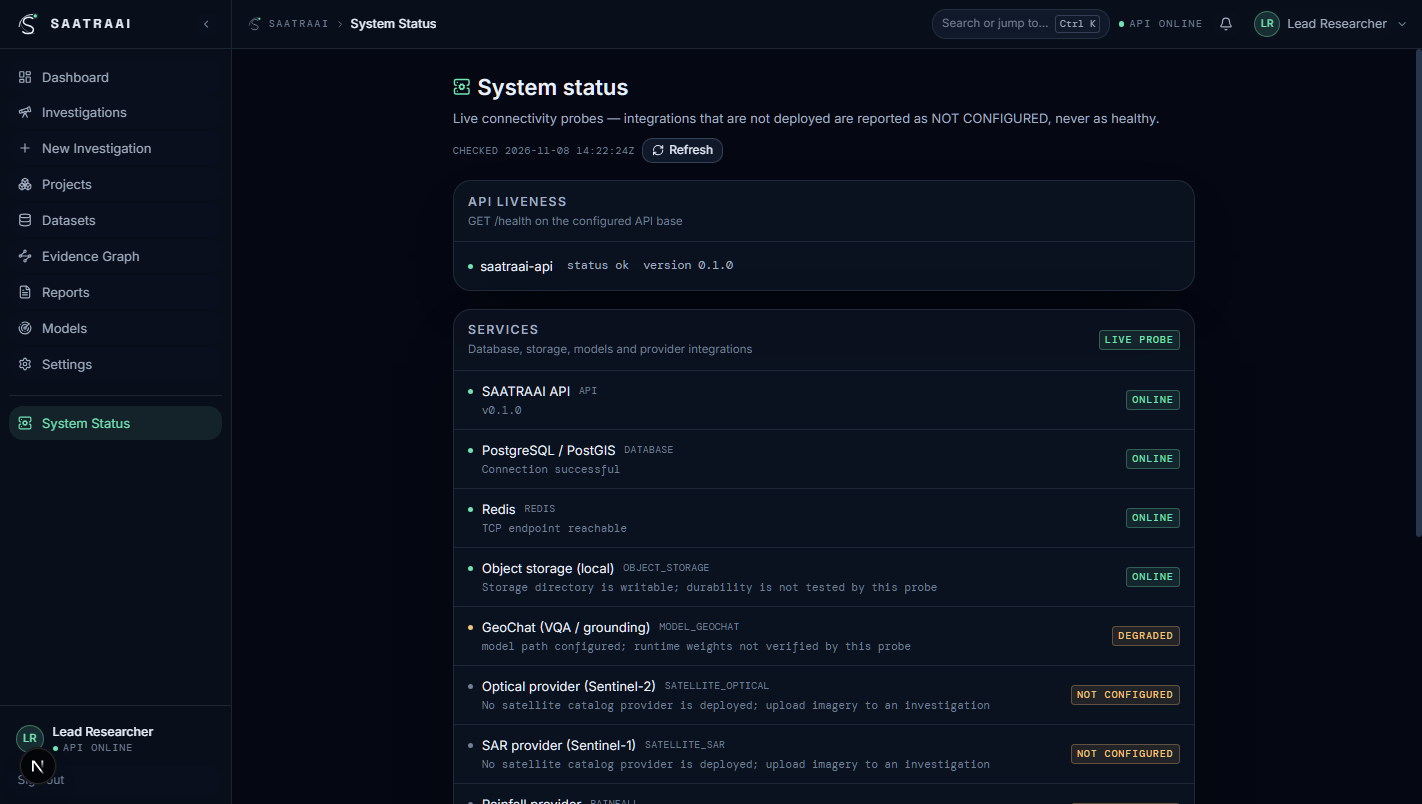 SAATRAAI
SAATRAAI > System Status
Search or jump to... Ctrl K
API ONLINE
LR Lead Researcher
Dashboard
Investigations
New Investigation
Projects
Datasets
Evidence Graph
Reports
Models
Settings
System Status
System status
Live connectivity probes — integrations that are not deployed are reported as NOT CONFIGURED, never as healthy.
CHECKED 2026-11-08 14:22:24Z Refresh
API LIVENESS
GET /health on the configured API base
saatraai-api status ok version 0.1.0
SERVICES
Database, storage, models and provider integrations
LIVE PROBE
SAATRAAI API API
v0.1.0
ONLINE
PostgreSQL / PostGIS DATABASE
Connection successful
ONLINE
Redis REDIS
TCP endpoint reachable
ONLINE
Object storage (local) OBJECT_STORAGE
Storage directory is writable; durability is not tested by this probe
ONLINE
GeoChat (VQA / grounding) MODEL_GEOCHAT
model path configured; runtime weights not verified by this probe
DEGRADED
Optical provider (Sentinel-2) SATELLITE_OPTICAL
No satellite catalog provider is deployed; upload imagery to an investigation
NOT CONFIGURED
SAR provider (Sentinel-1) SATELLITE_SAR
No satellite catalog provider is deployed; upload imagery to an investigation
NOT CONFIGURED
Rainfall provider RAINFALL
LR Lead Researcher
API ONLINE
N